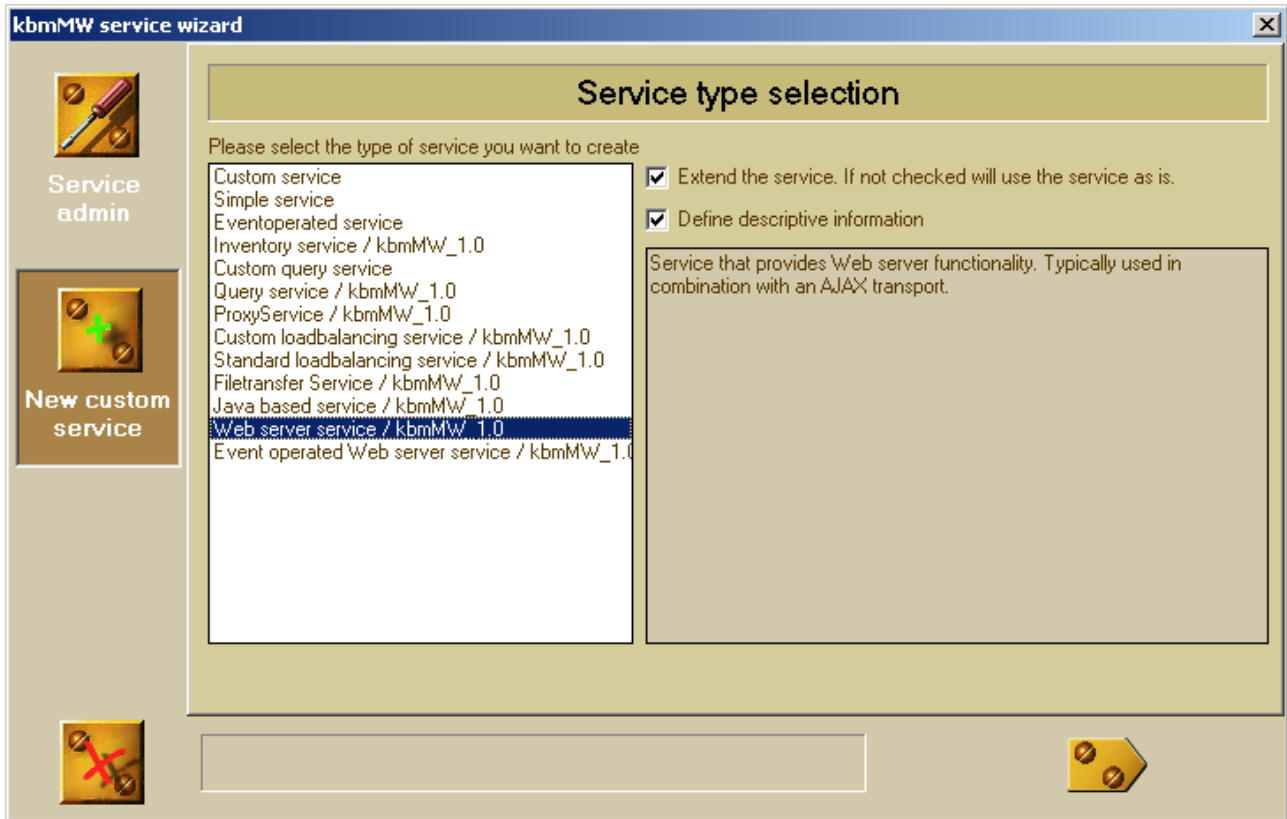 kbmMW service wizard
Service type selection
Service
admin
New custom
service
Please select the type of service you want to create
Custom service
Simple service
Eventoperated service
Inventory service / kbmMW_1.0
Custom query service
Query service / kbmMW_1.0
ProxyService / kbmMW_1.0
Custom loadbalancing service / kbmMW_1.0
Standard loadbalancing service / kbmMW_1.0
Filetransfer Service / kbmMW_1.0
Java based service / kbmMW_1.0
Web server service / kbmMW_1.0
Event operated Web server service / kbmMW_1.0
Extend the service. If not checked will use the service as is.
Define descriptive information
Service that provides Web server functionality. Typically used in
combination with an AJAX transport.